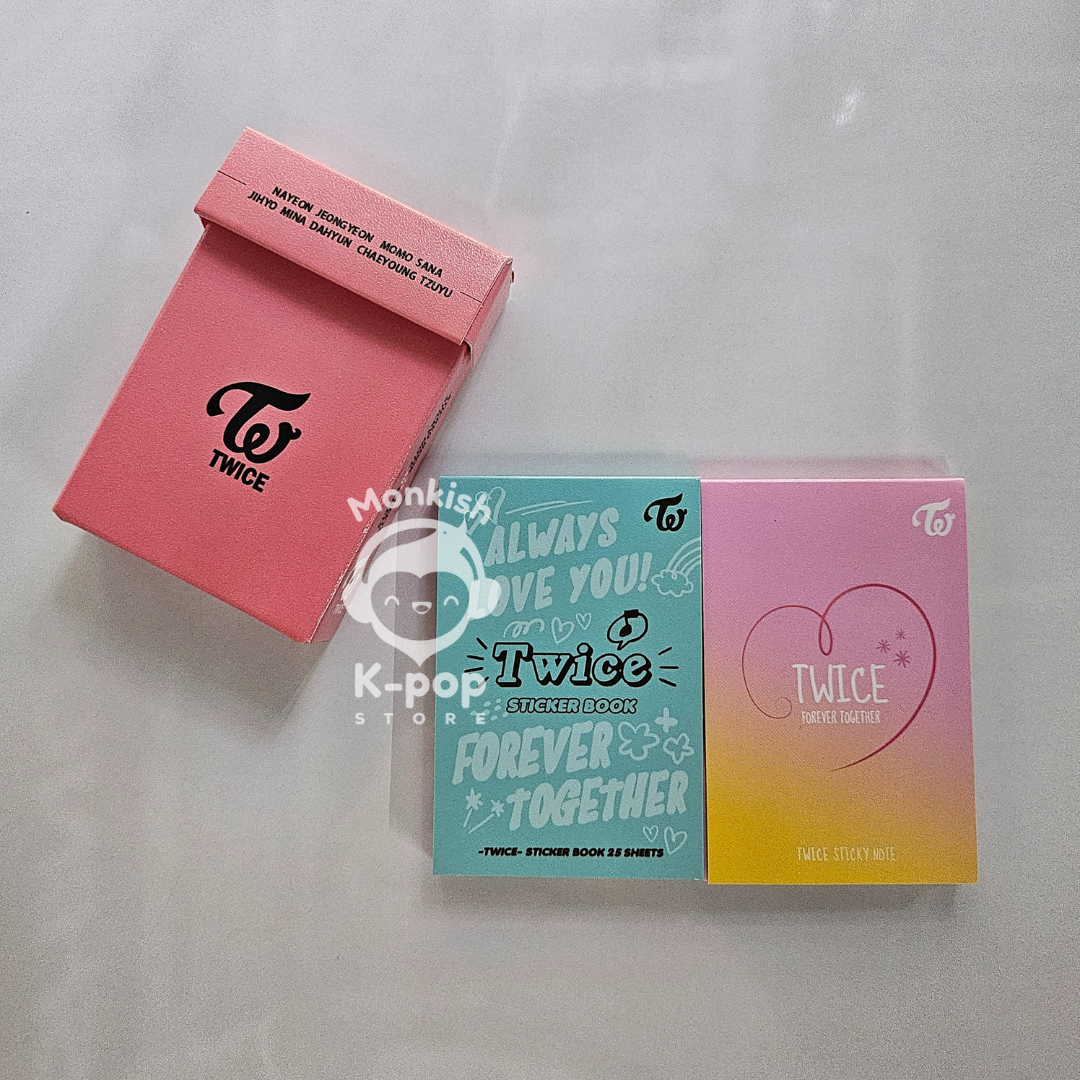 NAYEON JEONGYEON MOMO SANA
JIHYO MINA DAHYUN CHAEYOUNG TZUYU
TWICE
Monkish
K-pop
STORE
ALWAYS
LOVE YOU!
Twice
STICKER BOOK
FOREVER
TOGETHER
-TWICE- STICKER BOOK 25 SHEETS
TWICE
FOREVER TOGETHER
TWICE STICKY NOTE